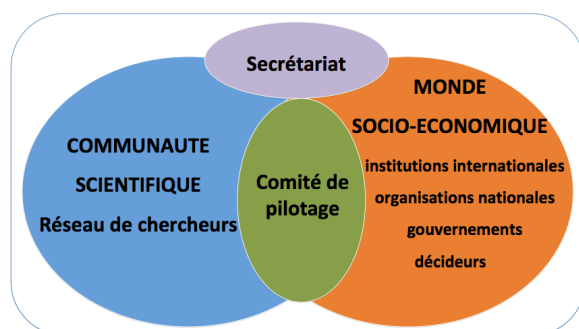 Secrétariat
COMMUNAUTE
SCIENTIFIQUE
Réseau de chercheurs
Comité de
pilotage
MONDE
SOCIO-ECONOMIQUE
institutions internationales
organisations nationales
gouvernements
décideurs